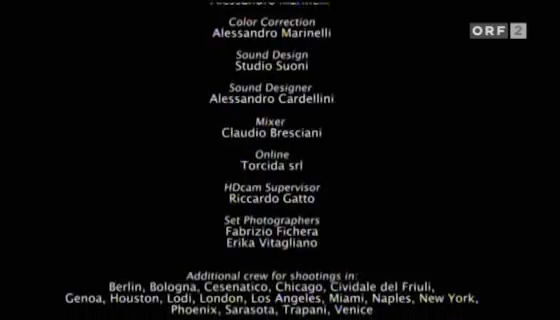 Color Correction
Alessandro Marinelli
ORF 2
Sound Design
Studio Suoni
Sound Designer
Alessandro Cardellini
Mixer
Claudio Bresciani
Online
Torcida srl
HDcam Supervisor
Riccardo Gatto
Set Photographers
Fabrizio Fichera
Erika Vitagliano
Additional crew for shootings in:
Berlin, Bologna, Cesenatico, Chicago, Cividale del Friuli,
Genoa, Houston, Lodi, London, Los Angeles, Miami, Naples, New York,
Phoenix, Sarasota, Trapani, Venice